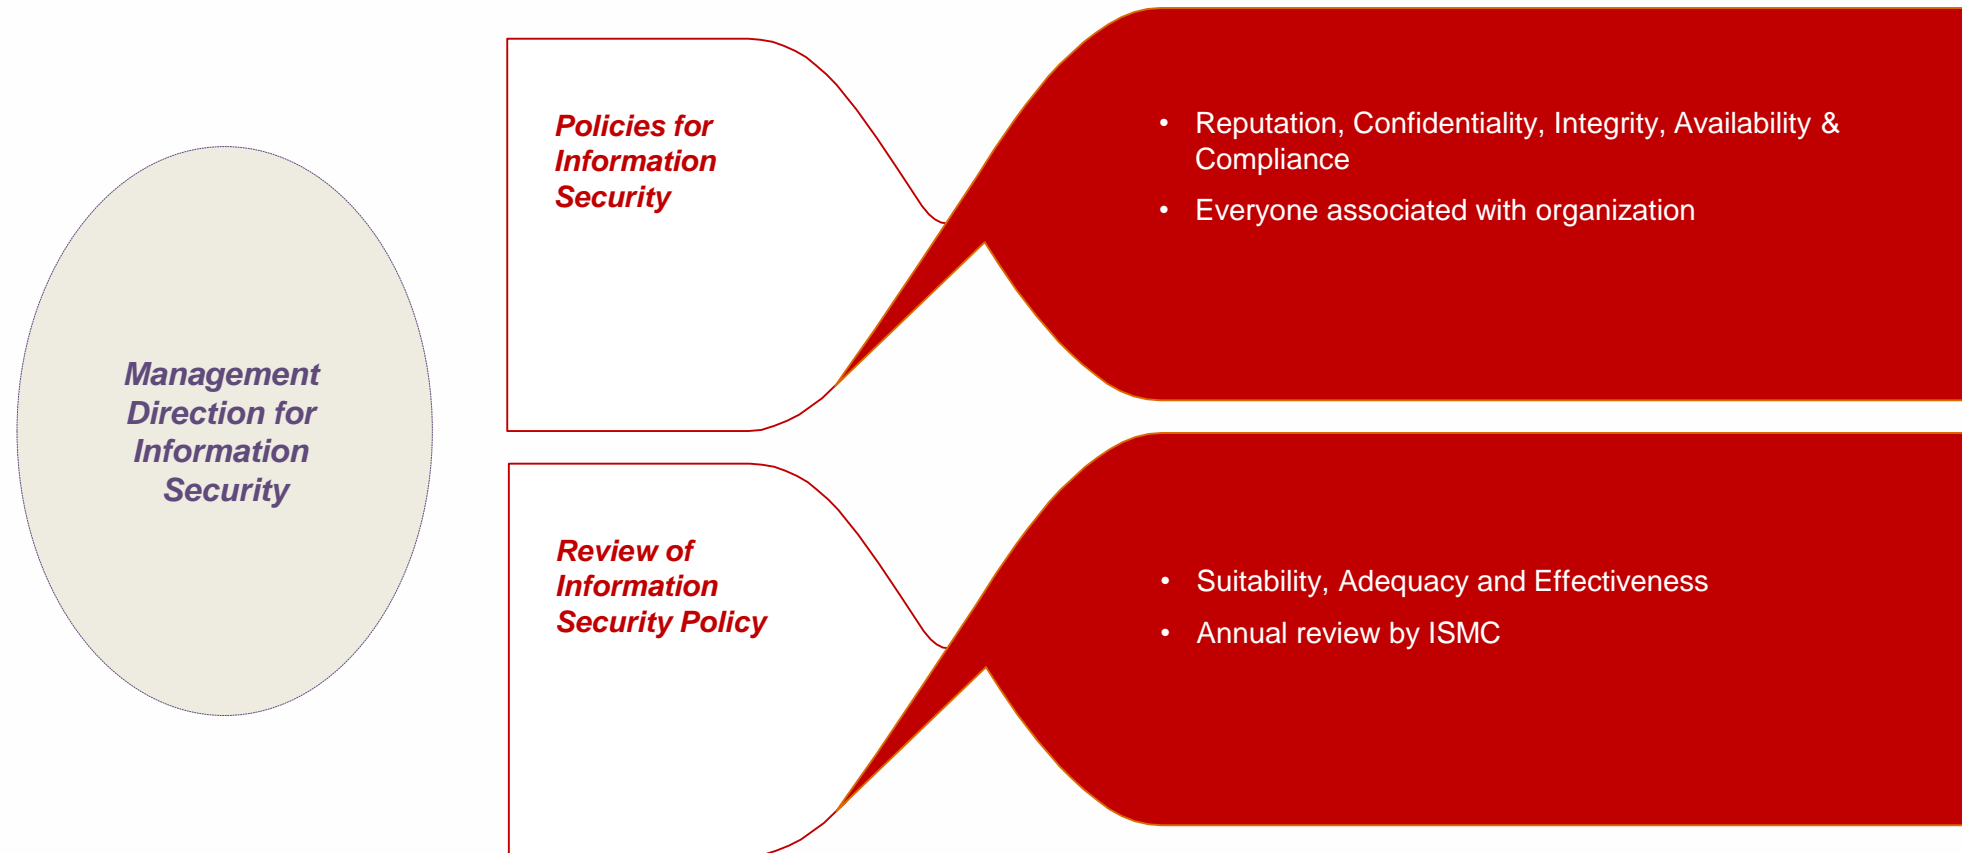 Management
Direction for
Information
Security
Policies for
Information
Security
• Reputation, Confidentiality, Integrity, Availability &
Compliance
• Everyone associated with organization
Review of
Information
Security Policy
• Suitability, Adequacy and Effectiveness
• Annual review by ISMC